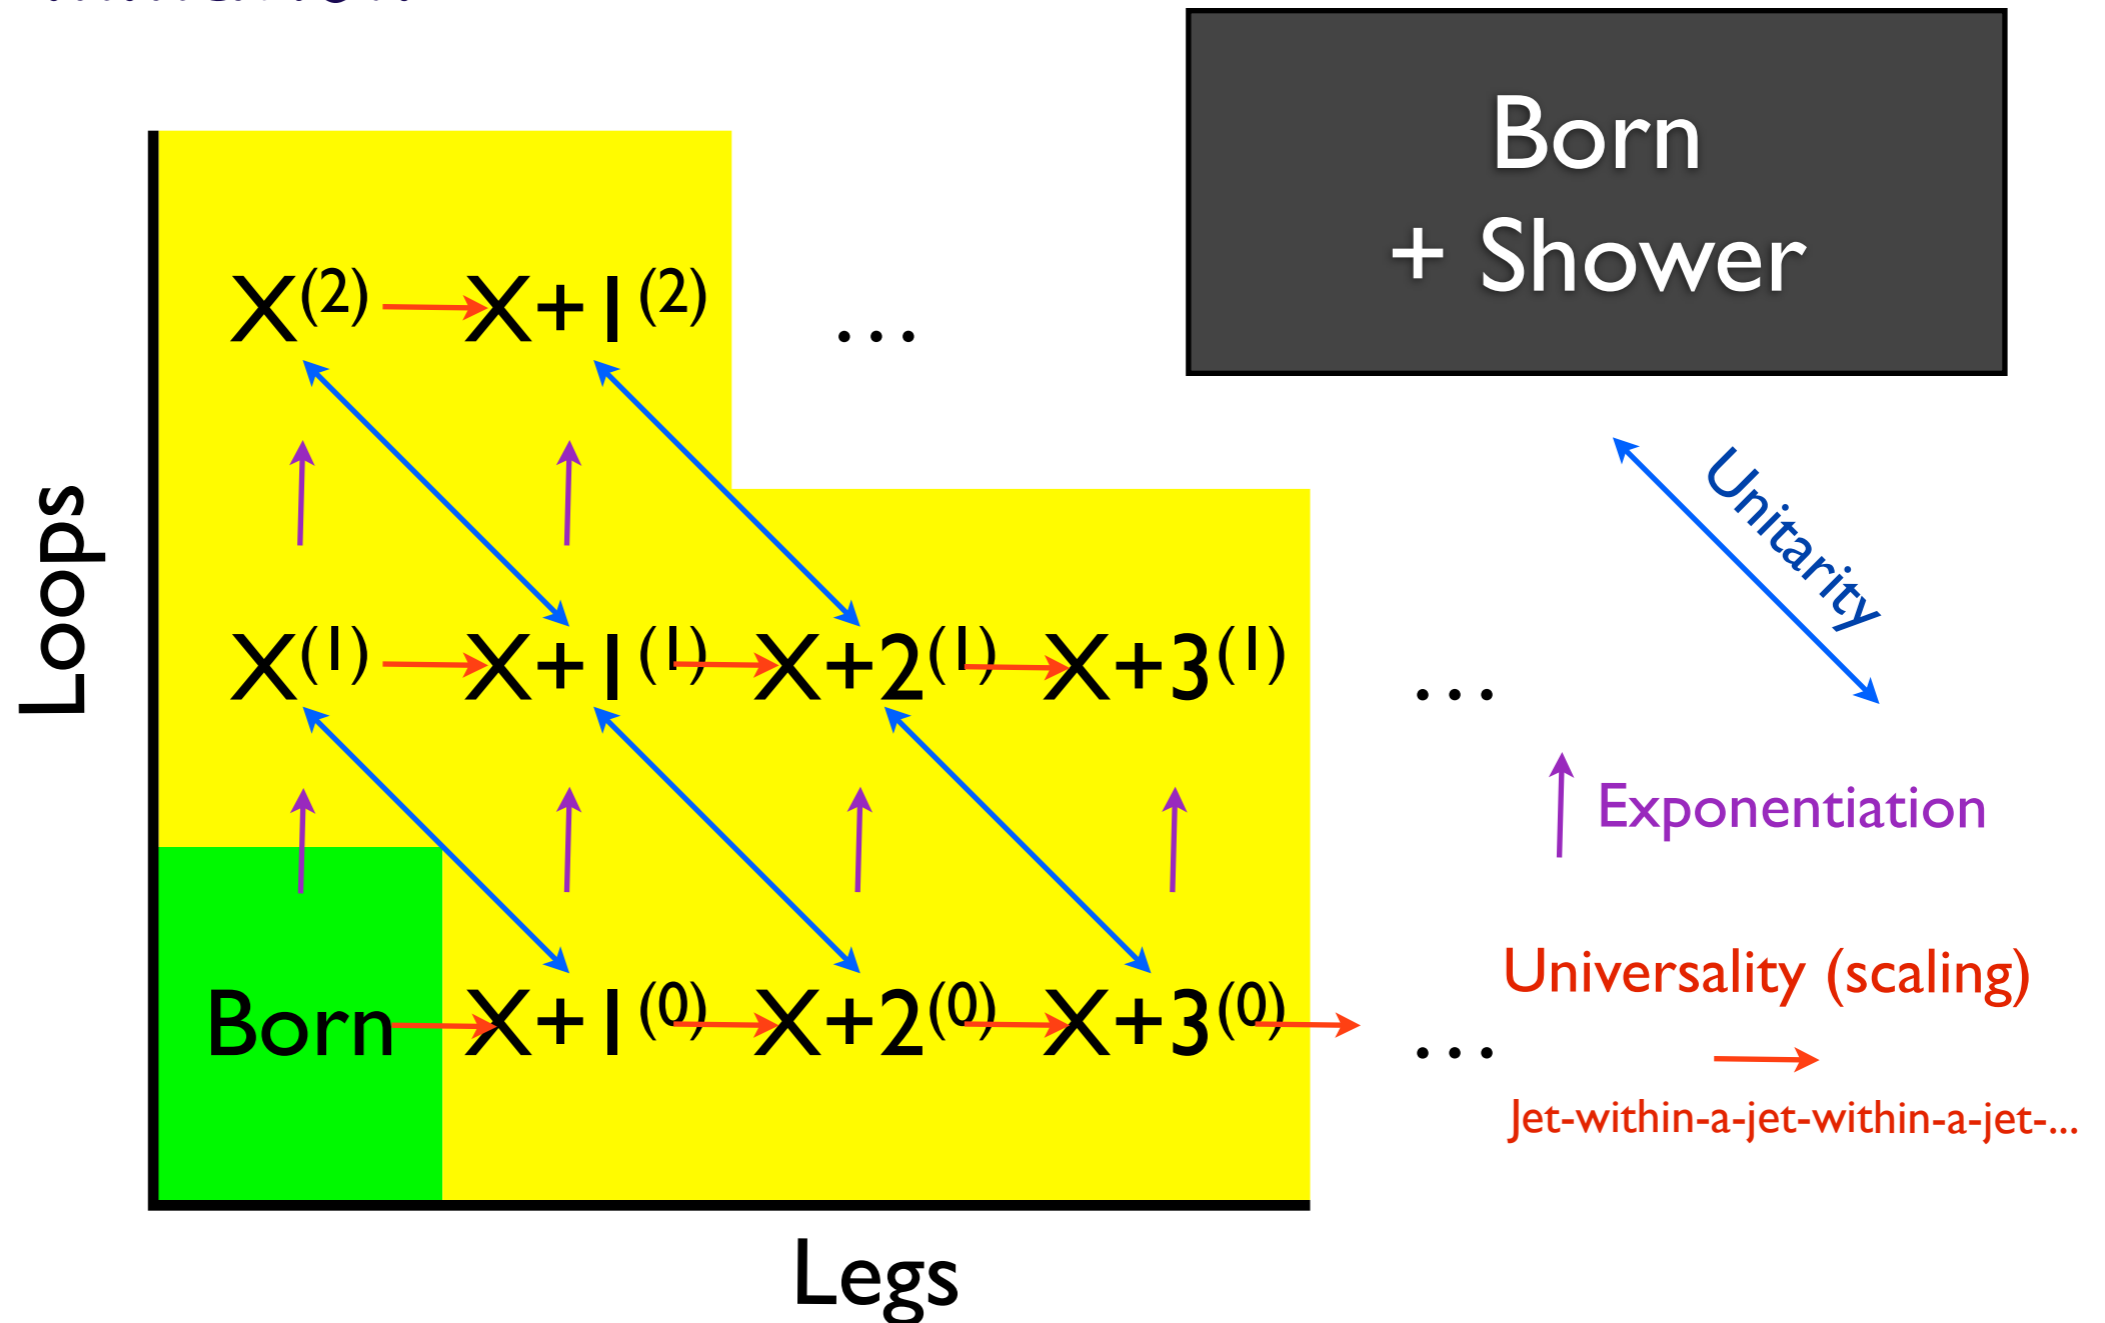 Born
+ Shower
X(2) X+1(2) …
Unitarity
Loops
X(1) X+1(1) X+2(1) X+3(1) …
Exponentiation
Universality (scaling)
Born X+1(0) X+2(0) X+3(0) …
Jet-within-a-jet-within-a-jet-...
Legs